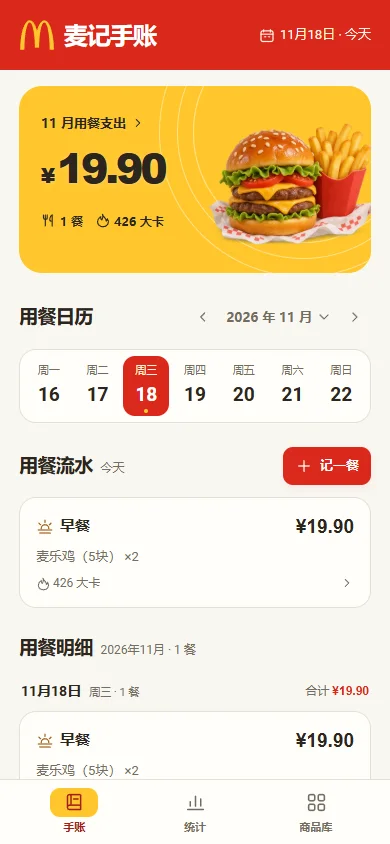 麦记手账
11月18日 · 今天
11 月用餐支出
¥19.90
1 餐 426 大卡
用餐日历
2026 年 11 月
周一 周二 周三 周四 周五 周六 周日
16 17 18 19 20 21 22
用餐流水 今天
记一餐
早餐 ¥19.90
麦乐鸡（5块） ×2
426 大卡
用餐明细 2026年11月 · 1 餐
11月18日 周三 · 1 餐 合计 ¥19.90
早餐 ¥19.90
麦乐鸡（5块） ×2
手账 统计 商品库